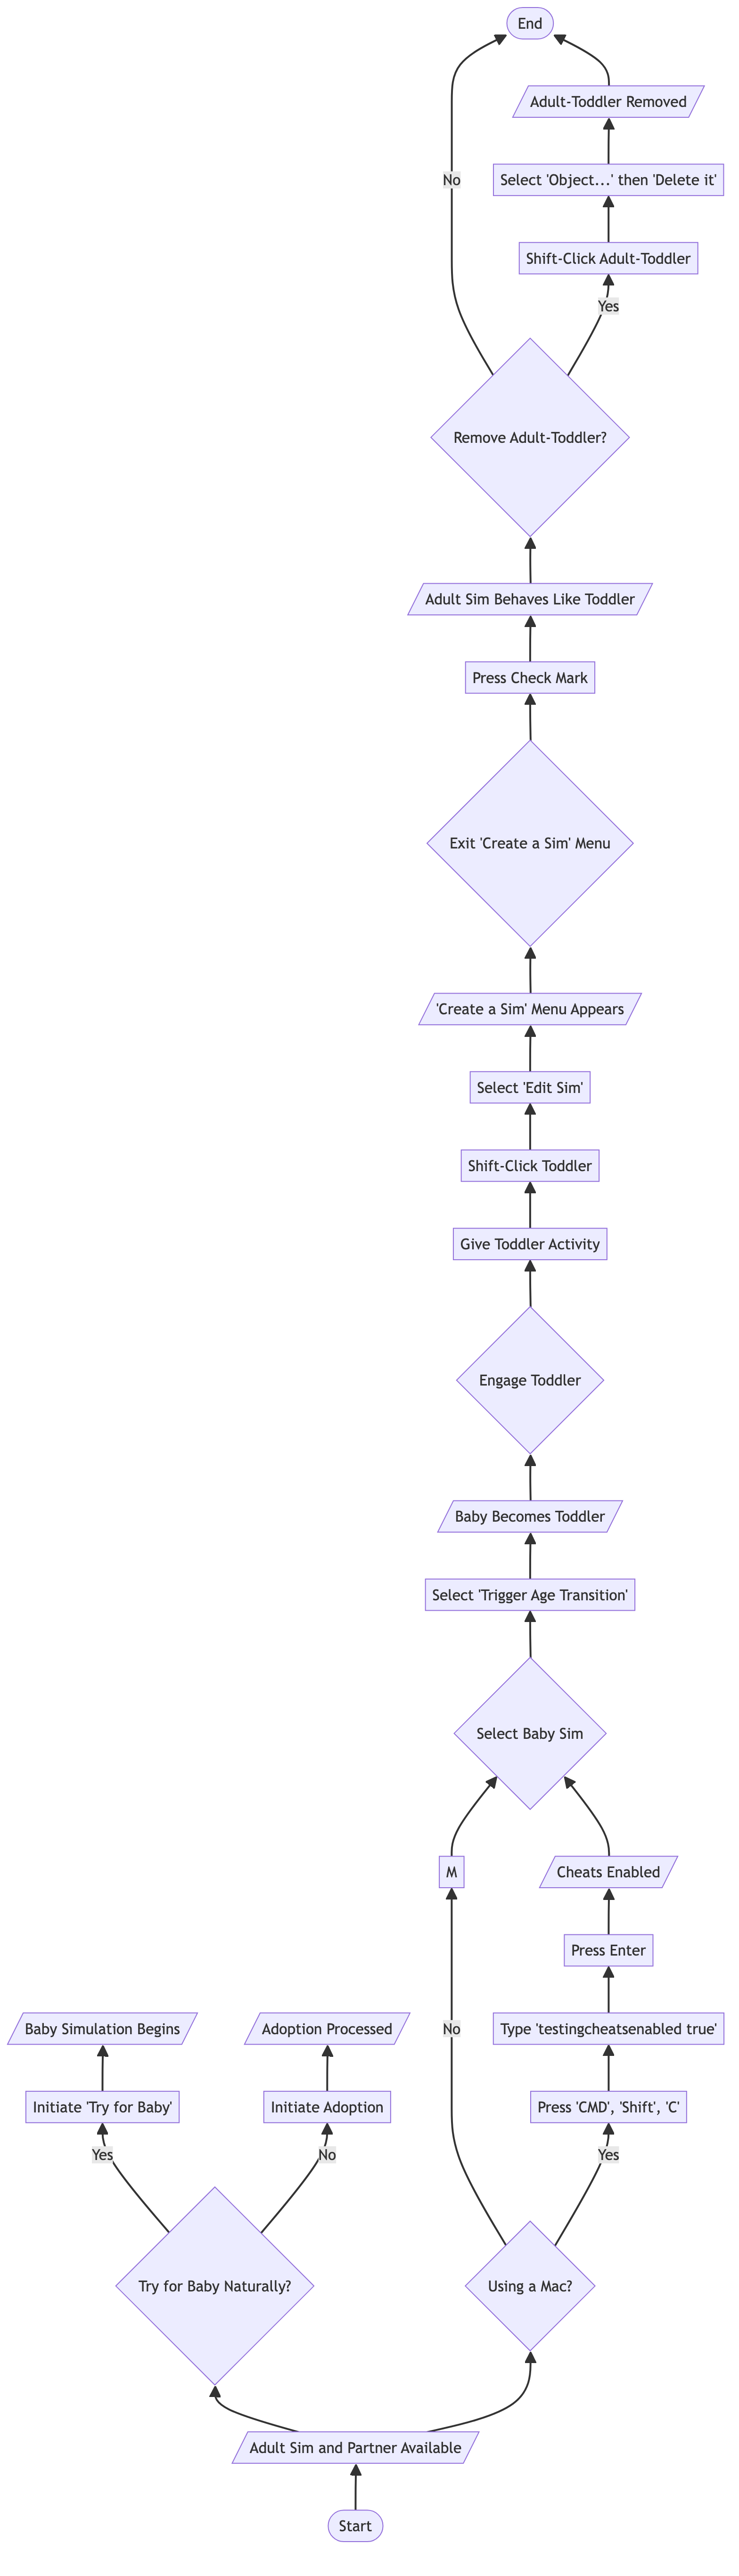 End
Adult-Toddler Removed
No
Select 'Object...' then 'Delete it'
Shift-Click Adult-Toddler
Yes
Remove Adult-Toddler?
Adult Sim Behaves Like Toddler
Press Check Mark
Exit 'Create a Sim' Menu
'Create a Sim' Menu Appears
Select 'Edit Sim'
Shift-Click Toddler
Give Toddler Activity
Engage Toddler
Baby Becomes Toddler
Select 'Trigger Age Transition'
Select Baby Sim
M
Cheats Enabled
Press Enter
Baby Simulation Begins
Adoption Processed
No
Type 'testingcheatsenabled true'
Initiate 'Try for Baby'
Initiate Adoption
Press 'CMD', 'Shift', 'C'
Yes
No
Yes
Try for Baby Naturally?
Using a Mac?
Adult Sim and Partner Available
Start